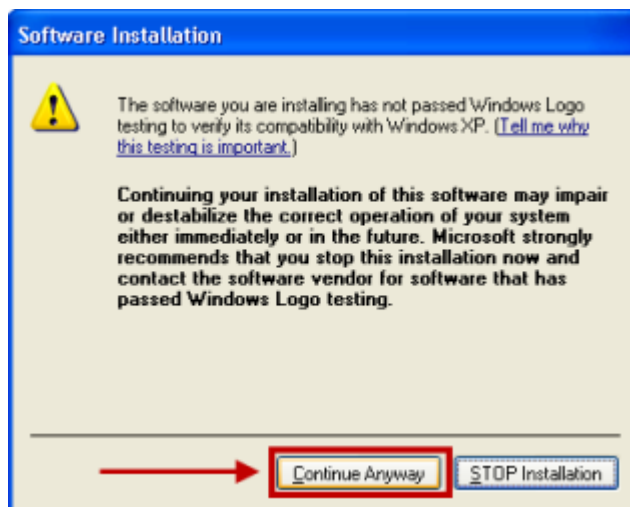 Software Installation
The software you are installing has not passed Windows Logo
testing to verify its compatibility with Windows XP. (Tell me why
this testing is important.)
Continuing your installation of this software may impair
or destabilize the correct operation of your system
either immediately or in the future. Microsoft strongly
recommends that you stop this installation now and
contact the software vendor for software that has
passed Windows Logo testing.
Continue Anyway
STOP Installation